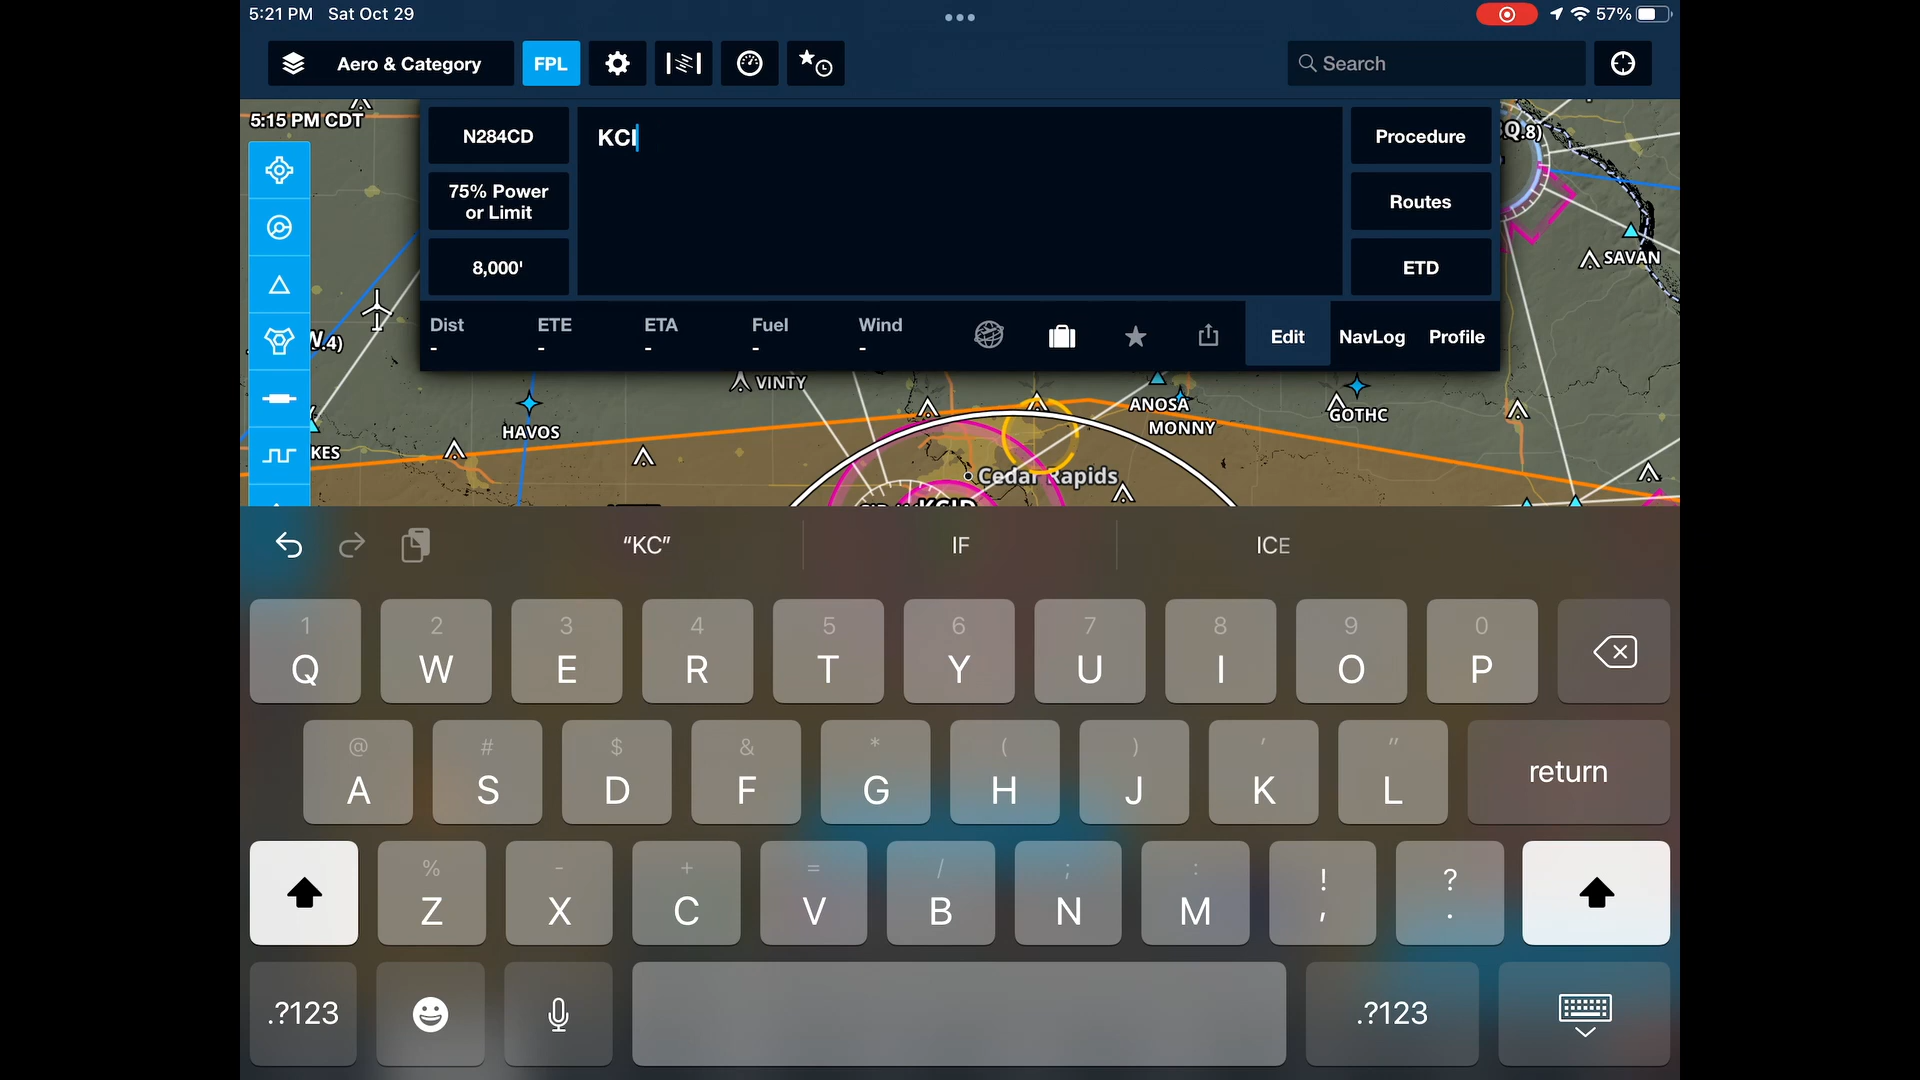 5:21 PM Sat Oct 29
57%
Aero & Category
FPL
Search
5:15 PM CDT
N284CD
KCI
Procedure
75% Power
or Limit
Routes
8,000'
ETD
Dist
ETE
ETA
Fuel
Wind
-
-
-
-
-
Edit
NavLog
Profile
Q.8)
SAVAN
W.4)
VINTY
ANOSA
MONNY
GOTHC
HAVOS
KES
Cedar Rapids
KCID
“KC”
IF
ICE
1 2 3 4 5 6 7 8 9 0
Q W E R T Y U I O P
@ # $ & * ( ) ' "
A S D F G H J K L return
% - + = / ; : ! ?
Z X C V B N M , .
.?123
.?123